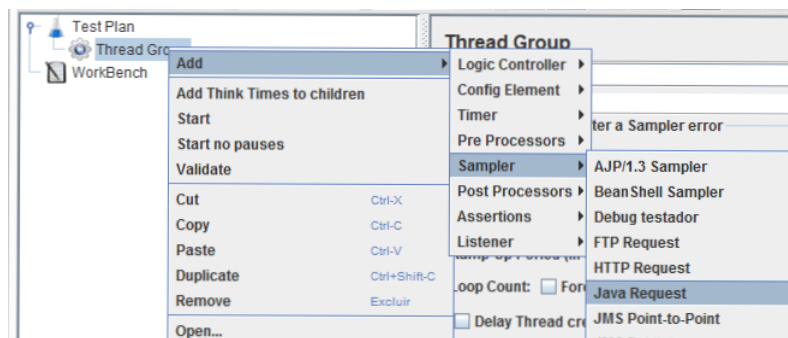 Test Plan
Thread Gro
WorkBench
Thread Group
Add
Add Think Times to children
Start
Start no pauses
Validate
Cut Ctrl-X
Copy Ctrl-C
Paste Ctrl-V
Duplicate Ctrl+Shift-C
Remove Excluir
Open...
Logic Controller
Config Element
Timer
Pre Processors
Sampler
Post Processors
Assertions
Listener
ter a Sampler error
Loop Count: Fore
Delay Thread cre
AJP/1.3 Sampler
BeanShell Sampler
Debug testador
FTP Request
HTTP Request
Java Request
JMS Point-to-Point